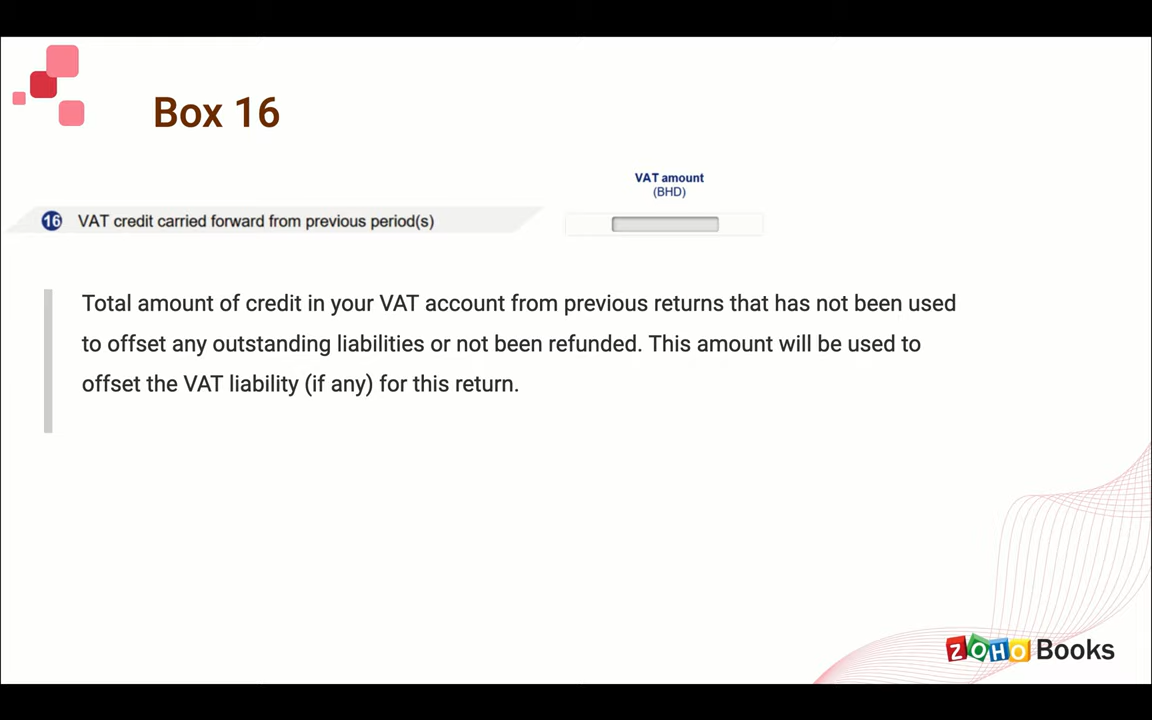 Box 16
VAT amount
(BHD)
16 VAT credit carried forward from previous period(s)
Total amount of credit in your VAT account from previous returns that has not been used
to offset any outstanding liabilities or not been refunded. This amount will be used to
offset the VAT liability (if any) for this return.
ZOHO Books